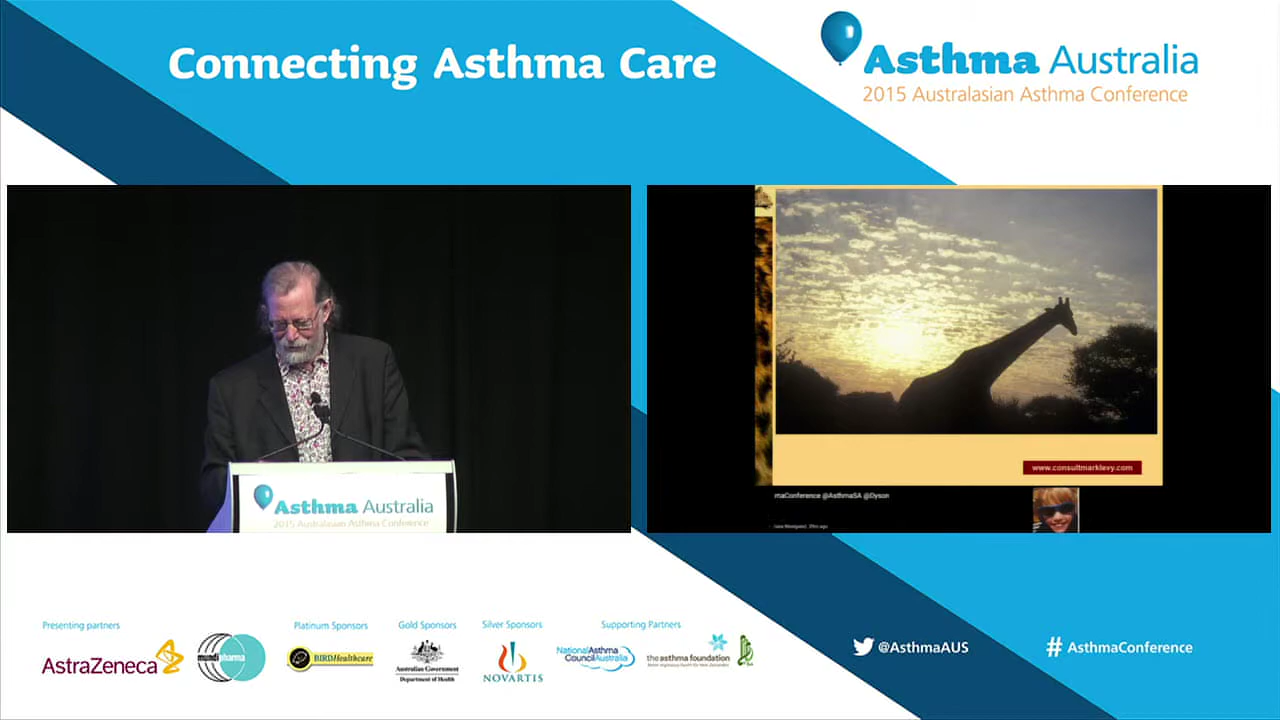 Connecting Asthma Care
Asthma Australia
2015 Australasian Asthma Conference
www.consultmarklevy.com
maConference @AsthmaSA @Dyson
Asthma Australia
2015 Australasian Asthma Conference
Presenting partners
Platinum Sponsors
Gold Sponsors
Silver Sponsors
Supporting Partners
AstraZeneca
mundipharma
BIRDHealthcare
Australian Government
Department of Health
NOVARTIS
National Asthma
Council Australia
the asthma foundation
@AsthmaAUS
# AsthmaConference